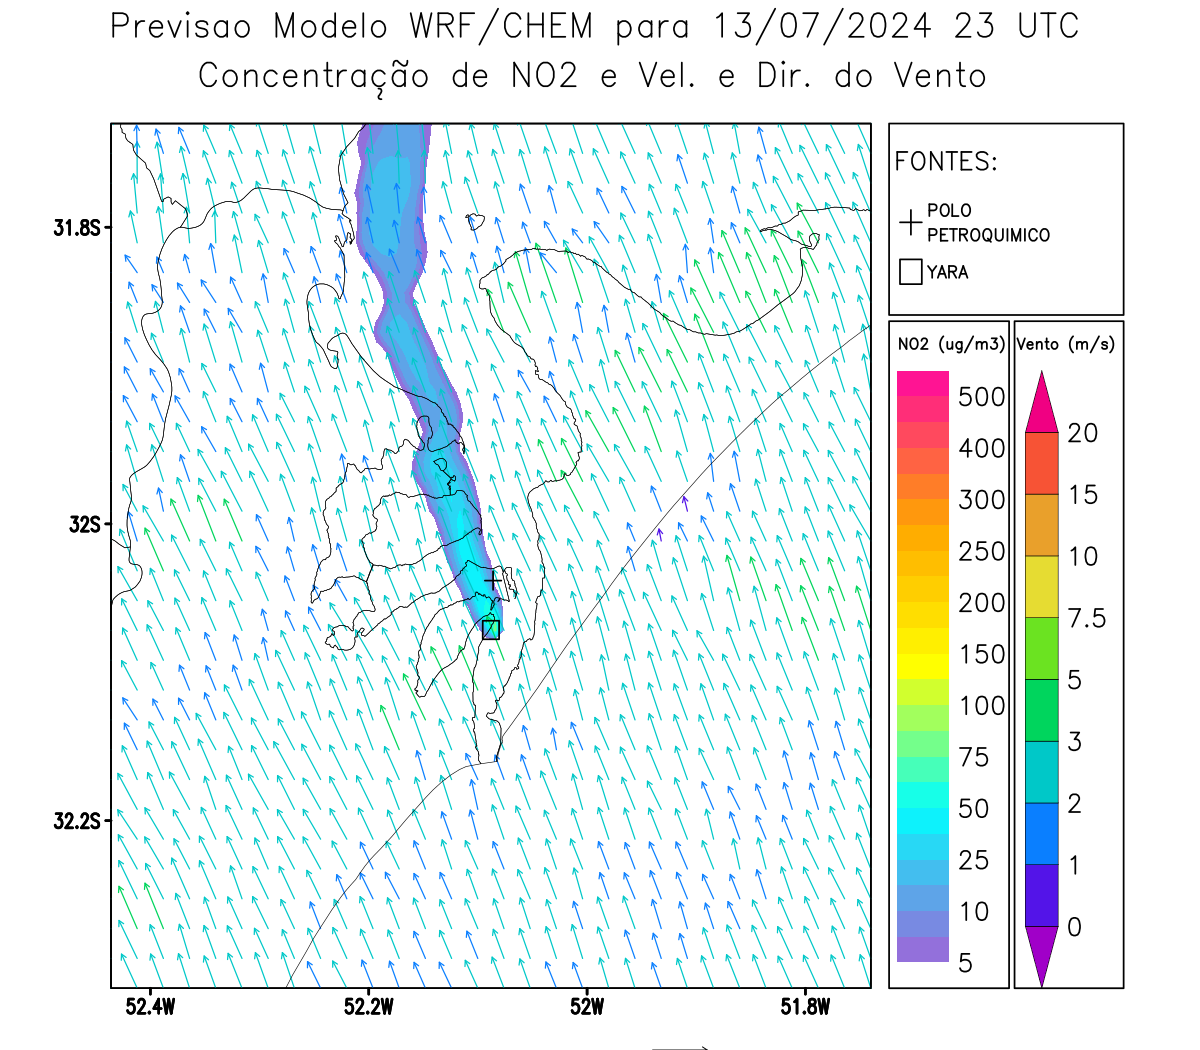 Previsao Modelo WRF/CHEM para 13/07/2024 23 UTC
Concentração de NO2 e Vel. e Dir. do Vento
FONTES:
POLO
PETROQUIMICO
YARA
31.8S
32S
32.2S
52.4W
52.2W
52W
51.8W
NO2 (ug/m3)
500
400
300
250
200
150
100
75
50
25
10
5
Vento (m/s)
20
15
10
7.5
5
3
2
1
0